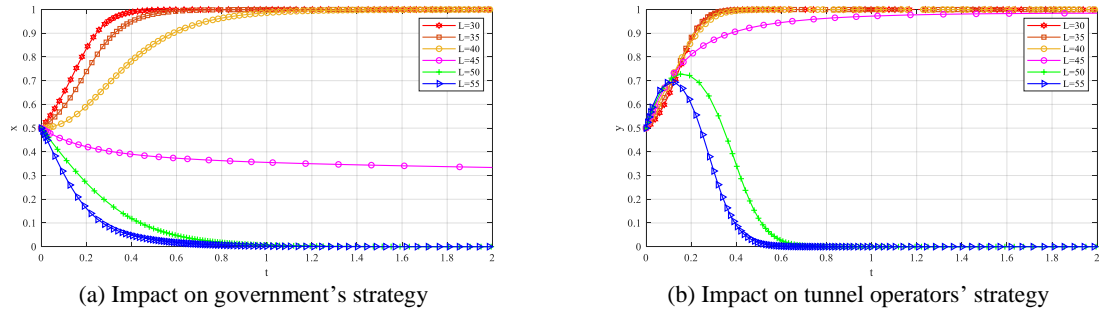 1
0.9
0.8
0.7
0.6
0.5
0.4
0.3
0.2
0.1
0
x
0 0.2 0.4 0.6 0.8 1 1.2 1.4 1.6 1.8 2
t
L=30
L=35
L=40
L=45
L=50
L=55
(a) Impact on government's strategy
1
0.9
0.8
0.7
0.6
0.5
0.4
0.3
0.2
0.1
0
y
0 0.2 0.4 0.6 0.8 1 1.2 1.4 1.6 1.8 2
t
L=30
L=35
L=40
L=45
L=50
L=55
(b) Impact on tunnel operators' strategy